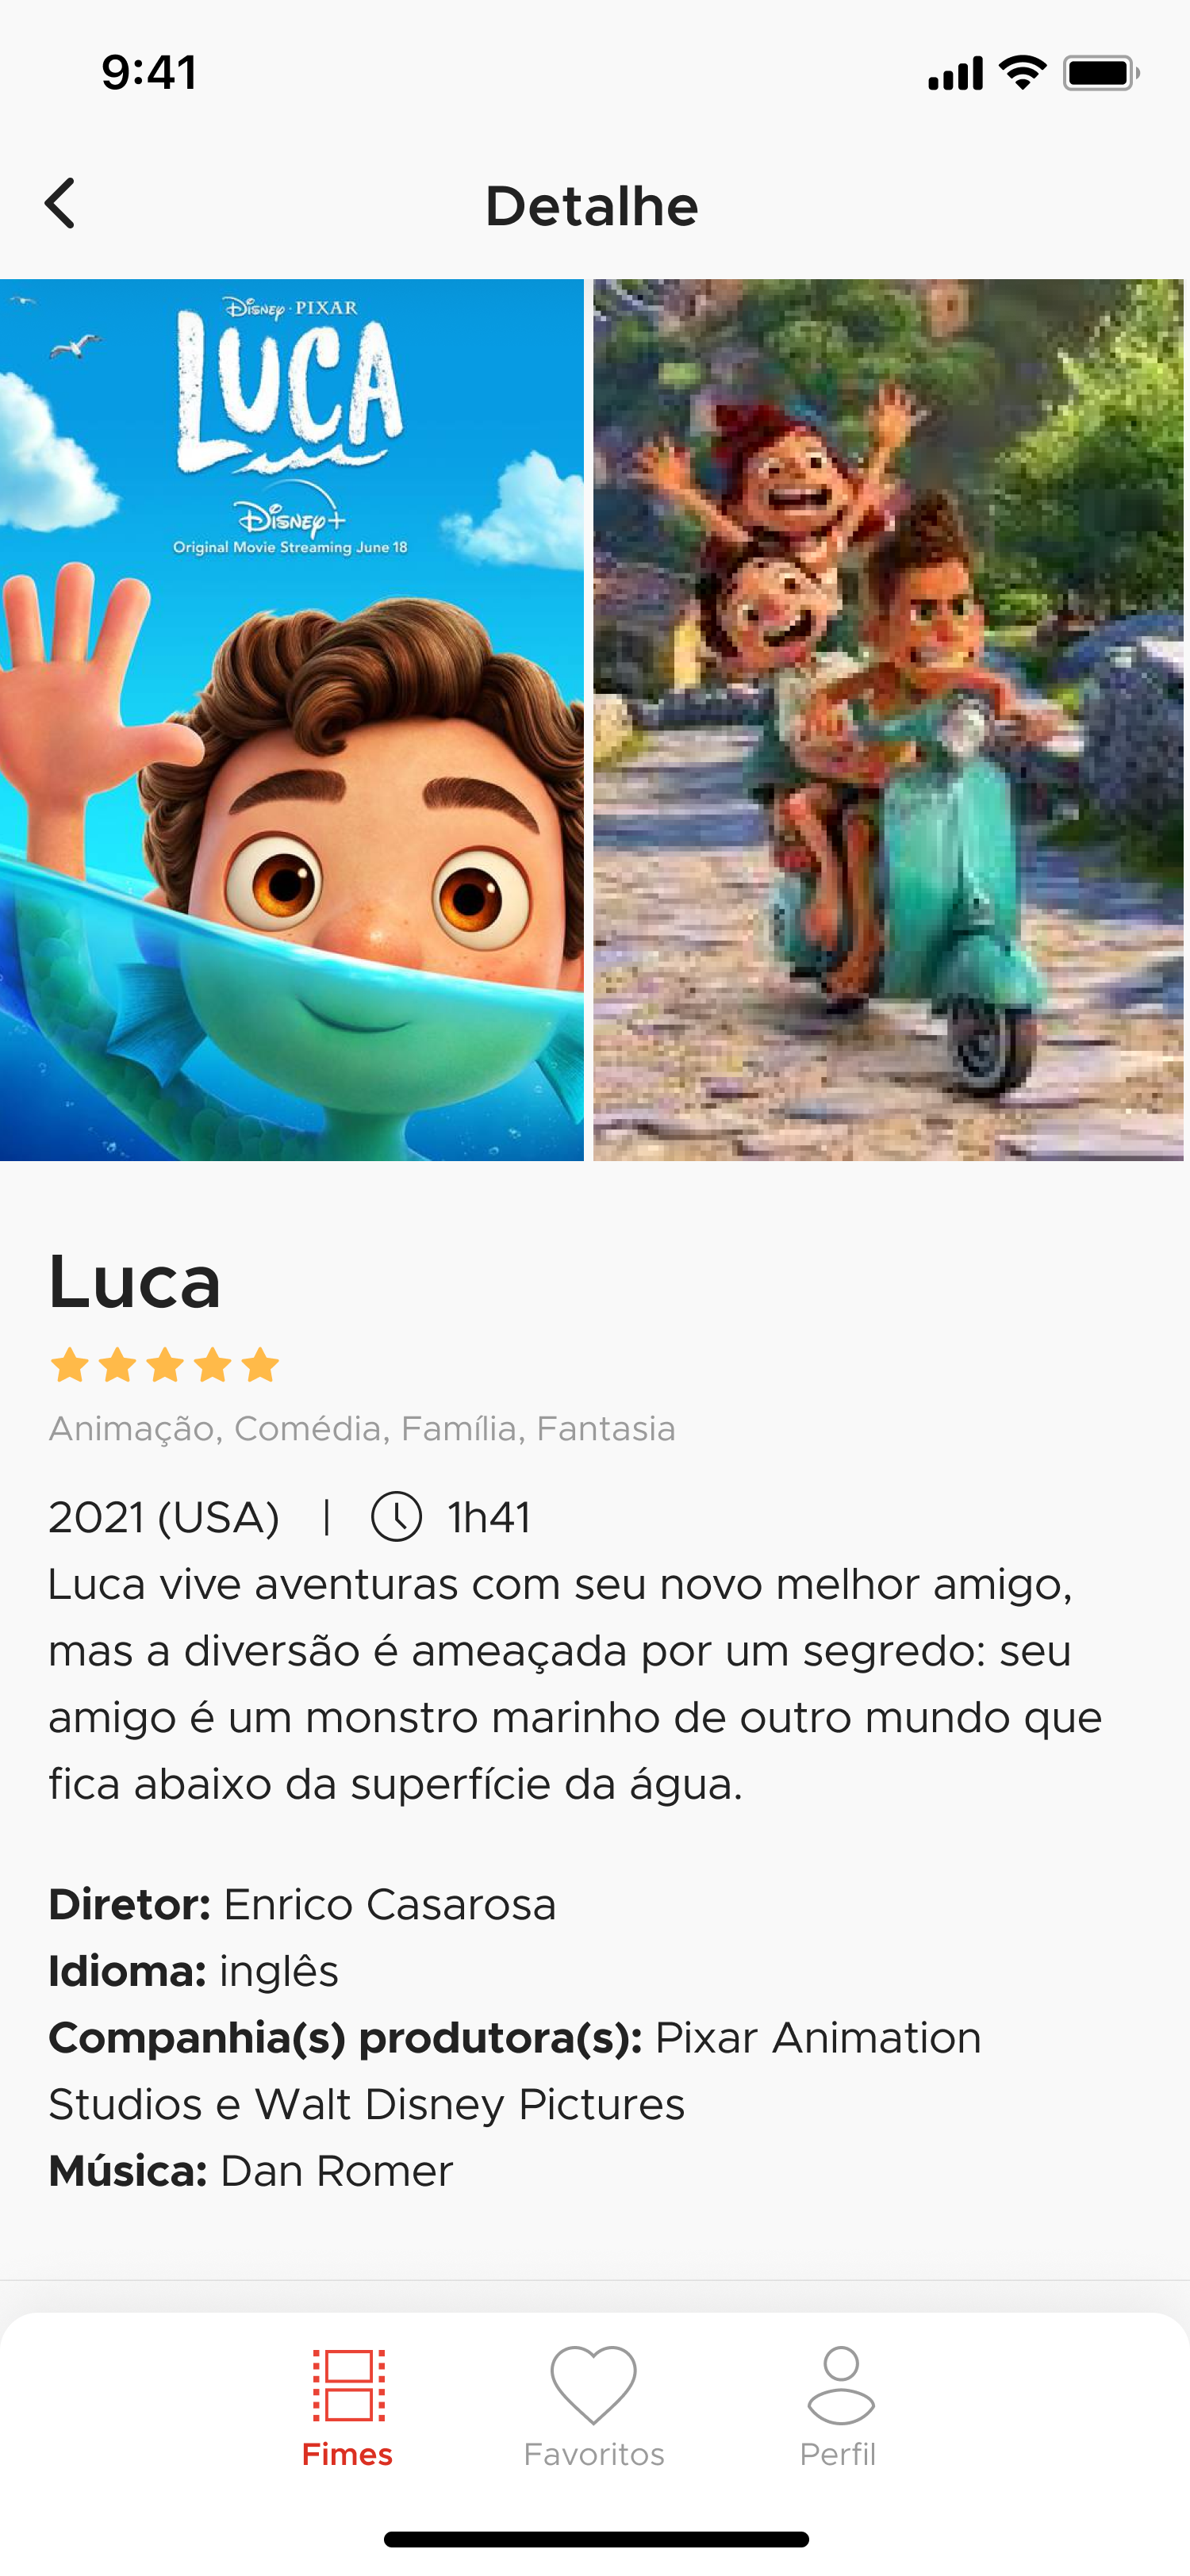 9:41
Detalhe
Disney · PIXAR
LUCA
Disney+
Original Movie Streaming June 18
Luca
Animação, Comédia, Família, Fantasia
2021 (USA) | 1h41
Luca vive aventuras com seu novo melhor amigo,
mas a diversão é ameaçada por um segredo: seu
amigo é um monstro marinho de outro mundo que
fica abaixo da superfície da água.
Diretor: Enrico Casarosa
Idioma: inglês
Companhia(s) produtora(s): Pixar Animation
Studios e Walt Disney Pictures
Música: Dan Romer
Fimes Favoritos Perfil